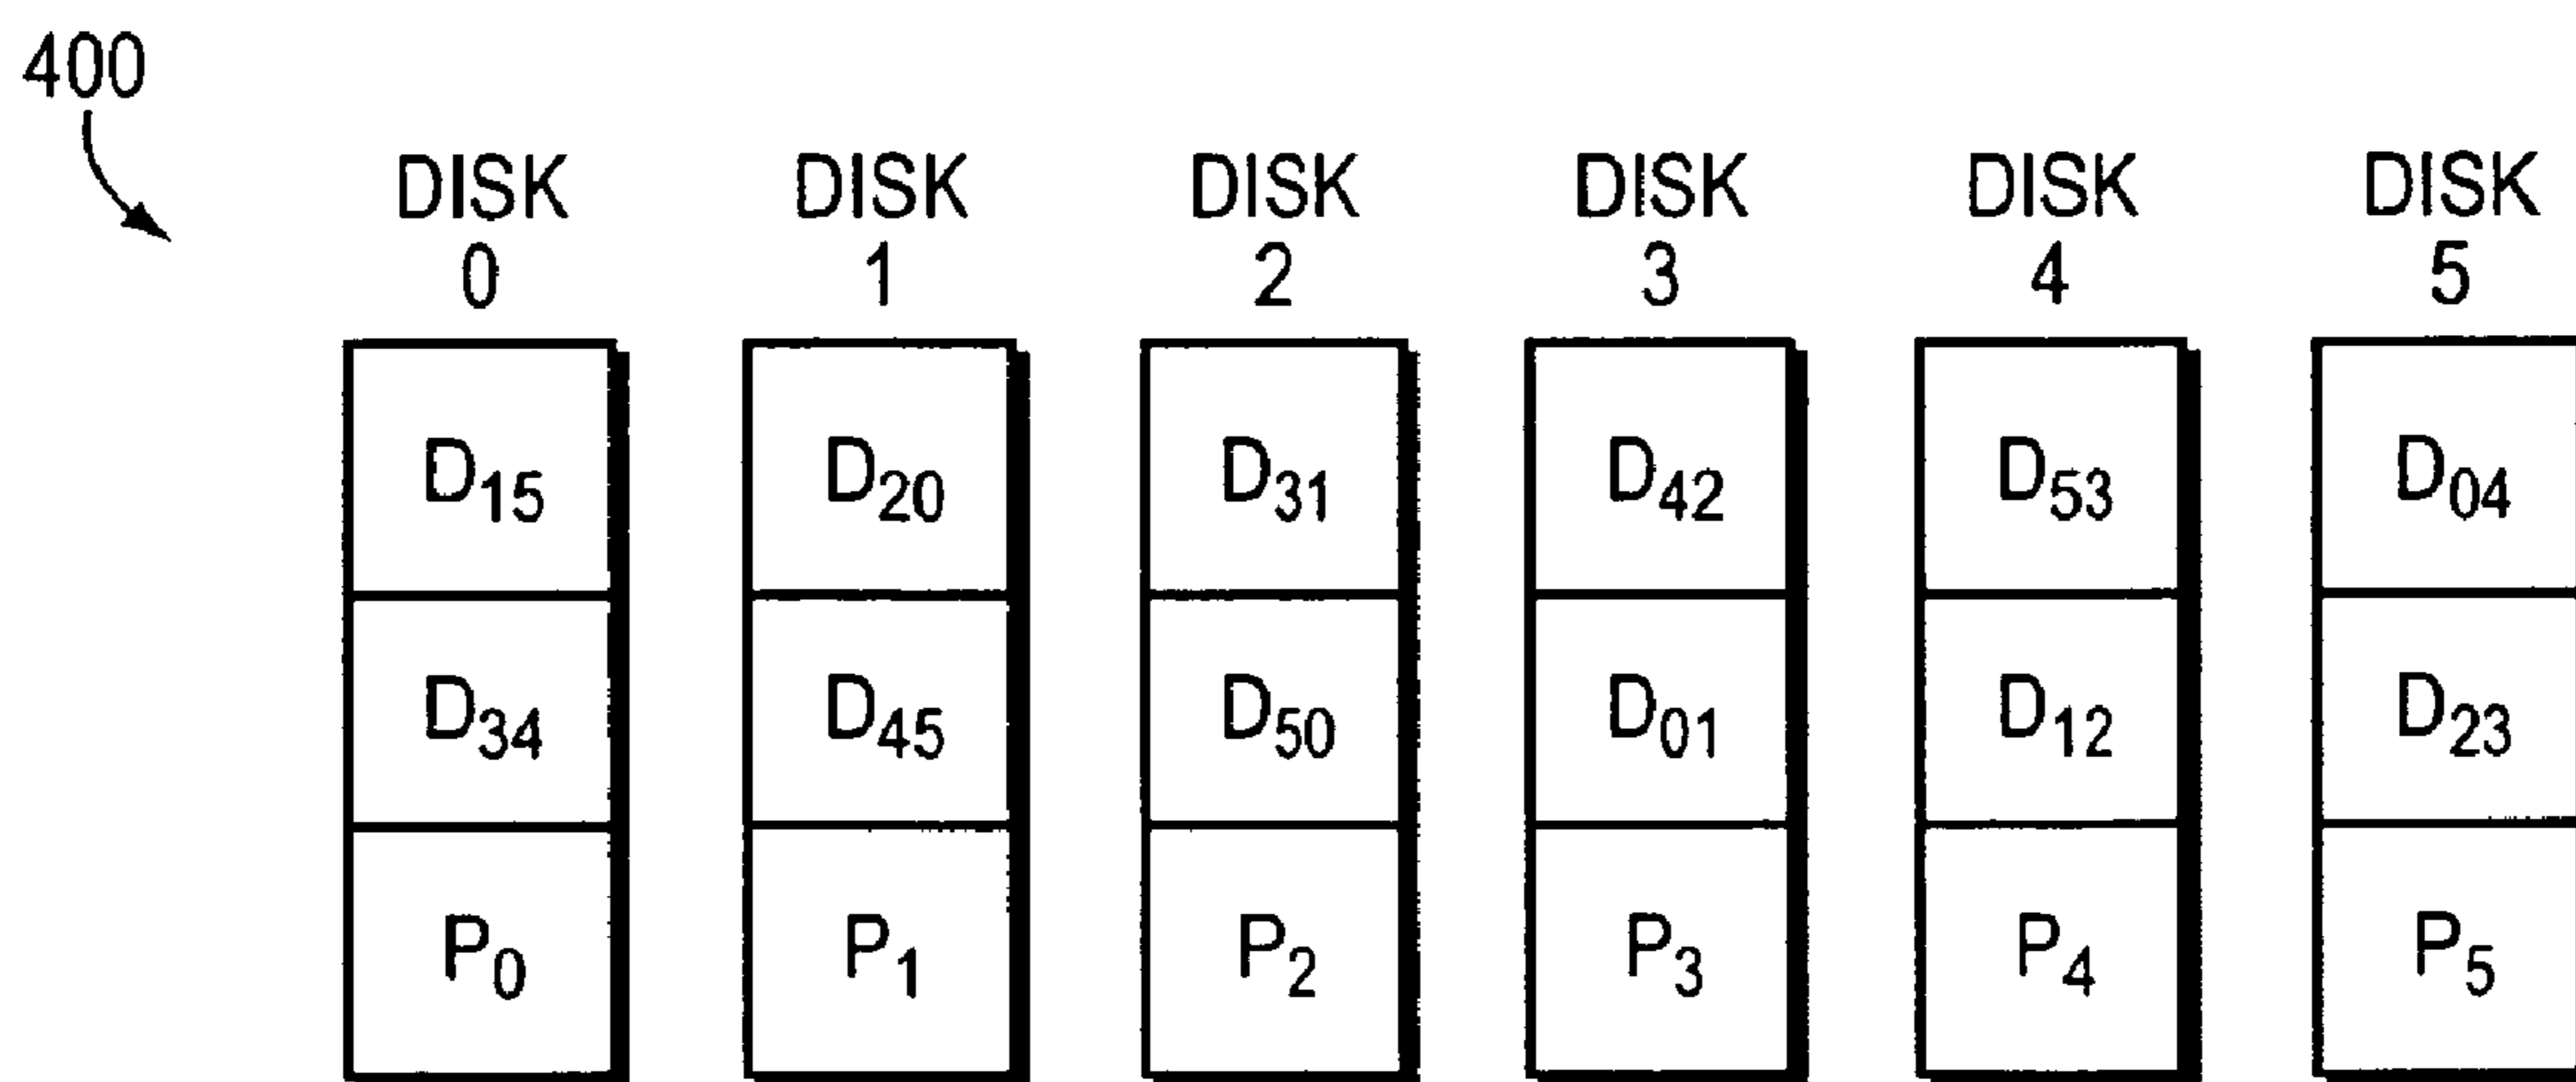 400
DISK DISK DISK DISK DISK DISK
0 1 2 3 4 5
D15 D20 D31 D42 D53 D04
D34 D45 D50 D01 D12 D23
P0 P1 P2 P3 P4 P5